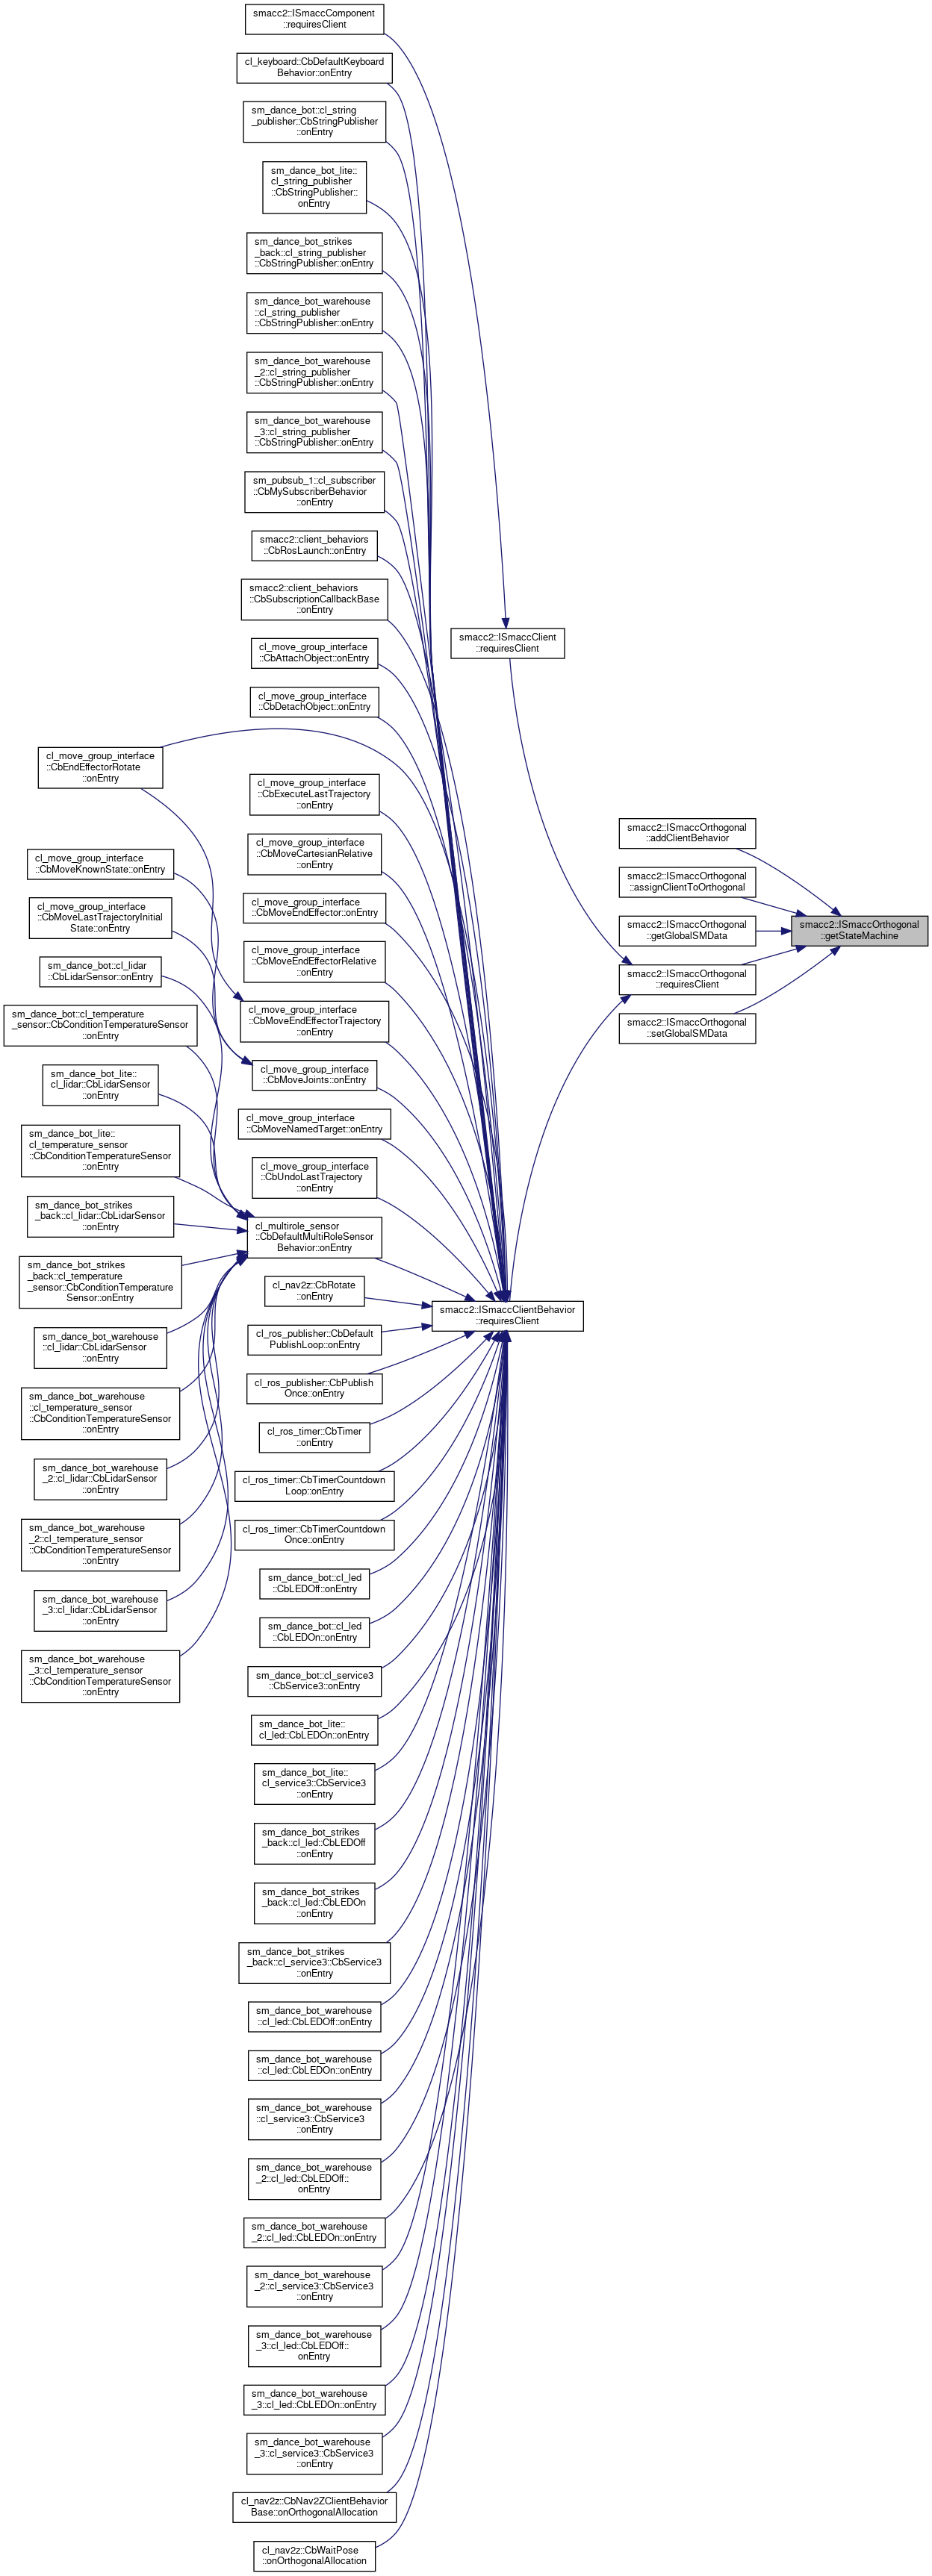 smacc2::ISmaccComponent
::requiresClient
cl_keyboard::CbDefaultKeyboard
Behavior::onEntry
sm_dance_bot::cl_string
_publisher::CbStringPublisher
::onEntry
sm_dance_bot_lite::
cl_string_publisher
::CbStringPublisher::
onEntry
sm_dance_bot_strikes
_back::cl_string_publisher
::CbStringPublisher::onEntry
sm_dance_bot_warehouse
::cl_string_publisher
::CbStringPublisher::onEntry
sm_dance_bot_warehouse
_2::cl_string_publisher
::CbStringPublisher::onEntry
sm_dance_bot_warehouse
_3::cl_string_publisher
::CbStringPublisher::onEntry
sm_pubsub_1::cl_subscriber
::CbMySubscriberBehavior
::onEntry
smacc2::client_behaviors
::CbRosLaunch::onEntry
smacc2::client_behaviors
::CbSubscriptionCallbackBase
::onEntry
cl_move_group_interface
::CbAttachObject::onEntry
cl_move_group_interface
::CbDetachObject::onEntry
cl_move_group_interface
::CbExecuteLastTrajectory
::onEntry
cl_move_group_interface
::CbMoveCartesianRelative
::onEntry
cl_move_group_interface
::CbMoveEndEffector::onEntry
cl_move_group_interface
::CbMoveEndEffectorRelative
::onEntry
cl_move_group_interface
::CbMoveEndEffectorTrajectory
::onEntry
cl_move_group_interface
::CbMoveJoints::onEntry
cl_move_group_interface
::CbMoveNamedTarget::onEntry
cl_move_group_interface
::CbUndoLastTrajectory
::onEntry
cl_multirole_sensor
::CbDefaultMultiRoleSensor
Behavior::onEntry
cl_nav2z::CbRotate
::onEntry
cl_ros_publisher::CbDefault
PublishLoop::onEntry
cl_ros_publisher::CbPublish
Once::onEntry
cl_ros_timer::CbTimer
::onEntry
cl_ros_timer::CbTimerCountdown
Loop::onEntry
cl_ros_timer::CbTimerCountdown
Once::onEntry
sm_dance_bot::cl_led
::CbLEDOff::onEntry
sm_dance_bot::cl_led
::CbLEDOn::onEntry
sm_dance_bot::cl_service3
::CbService3::onEntry
sm_dance_bot_lite::
cl_led::CbLEDOn::onEntry
sm_dance_bot_lite::
cl_service3::CbService3
::onEntry
sm_dance_bot_strikes
_back::cl_led::CbLEDOff
::onEntry
sm_dance_bot_strikes
_back::cl_led::CbLEDOn
::onEntry
sm_dance_bot_strikes
_back::cl_service3::CbService3
::onEntry
sm_dance_bot_warehouse
::cl_led::CbLEDOff::onEntry
sm_dance_bot_warehouse
::cl_led::CbLEDOn::onEntry
sm_dance_bot_warehouse
::cl_service3::CbService3
::onEntry
sm_dance_bot_warehouse
_2::cl_led::CbLEDOff::
onEntry
sm_dance_bot_warehouse
_2::cl_led::CbLEDOn::onEntry
sm_dance_bot_warehouse
_2::cl_service3::CbService3
::onEntry
sm_dance_bot_warehouse
_3::cl_led::CbLEDOff::
onEntry
sm_dance_bot_warehouse
_3::cl_led::CbLEDOn::onEntry
sm_dance_bot_warehouse
_3::cl_service3::CbService3
::onEntry
cl_nav2z::CbNav2ZClientBehavior
Base::onOrthogonalAllocation
cl_nav2z::CbWaitPose
::onOrthogonalAllocation
cl_move_group_interface
::CbEndEffectorRotate
::onEntry
cl_move_group_interface
::CbMoveKnownState::onEntry
cl_move_group_interface
::CbMoveLastTrajectoryInitial
State::onEntry
sm_dance_bot::cl_lidar
::CbLidarSensor::onEntry
sm_dance_bot::cl_temperature
_sensor::CbConditionTemperatureSensor
::onEntry
sm_dance_bot_lite::
cl_lidar::CbLidarSensor
::onEntry
sm_dance_bot_lite::
cl_temperature_sensor
::CbConditionTemperatureSensor
::onEntry
sm_dance_bot_strikes
_back::cl_lidar::CbLidarSensor
::onEntry
sm_dance_bot_strikes
_back::cl_temperature
_sensor::CbConditionTemperature
Sensor::onEntry
sm_dance_bot_warehouse
::cl_lidar::CbLidarSensor
::onEntry
sm_dance_bot_warehouse
::cl_temperature_sensor
::CbConditionTemperatureSensor
::onEntry
sm_dance_bot_warehouse
_2::cl_lidar::CbLidarSensor
::onEntry
sm_dance_bot_warehouse
_2::cl_temperature_sensor
::CbConditionTemperatureSensor
::onEntry
sm_dance_bot_warehouse
_3::cl_lidar::CbLidarSensor
::onEntry
sm_dance_bot_warehouse
_3::cl_temperature_sensor
::CbConditionTemperatureSensor
::onEntry
smacc2::ISmaccClient
::requiresClient
smacc2::ISmaccClientBehavior
::requiresClient
smacc2::ISmaccOrthogonal
::addClientBehavior
smacc2::ISmaccOrthogonal
::assignClientToOrthogonal
smacc2::ISmaccOrthogonal
::getGlobalSMData
smacc2::ISmaccOrthogonal
::requiresClient
smacc2::ISmaccOrthogonal
::setGlobalSMData
smacc2::ISmaccOrthogonal
::getStateMachine